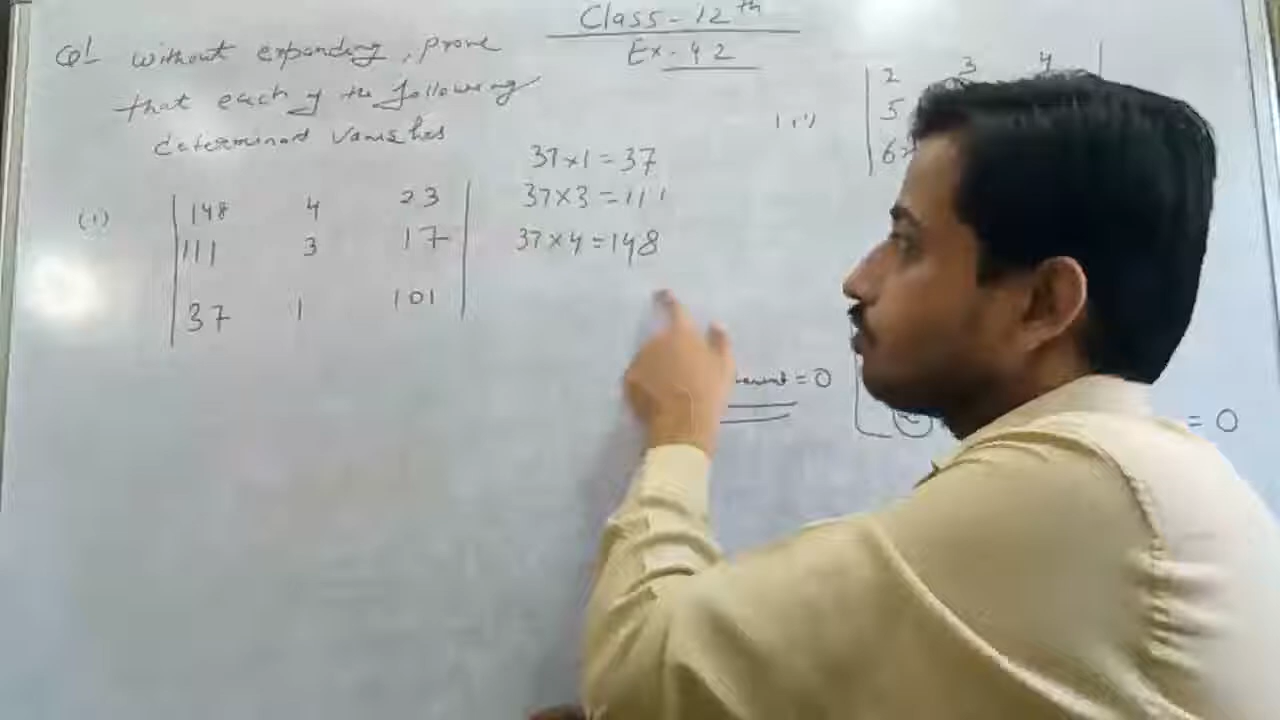 Class - 12th
Ex. 4.2
Q1 without expanding, prove
that each of the following
determinant vanishes
(i)
148 4 23
111 3 17
37 1 101
37×1 = 37
37×3 = 111
37×4 = 148
2 3 4
5
6x
= 0
= 0